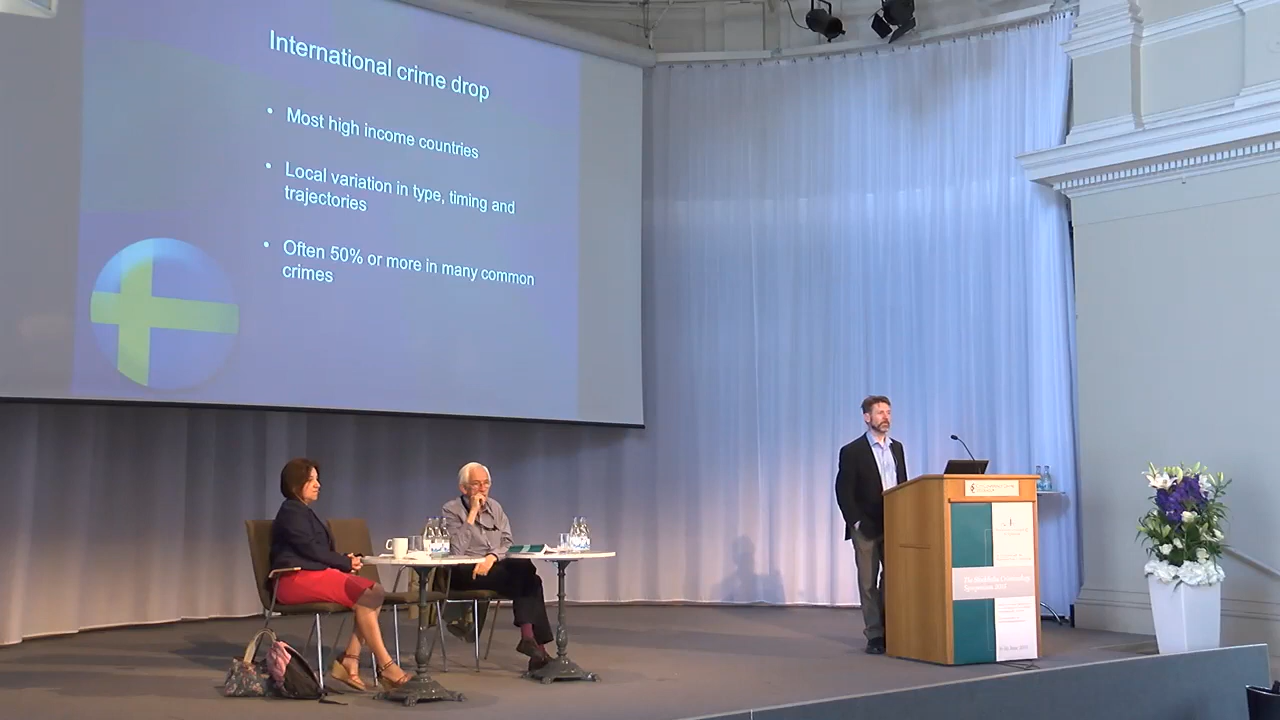 International crime drop
• Most high income countries
• Local variation in type, timing and
trajectories
• Often 50% or more in many common
crimes
The Stockholm Criminology
Symposium 2015